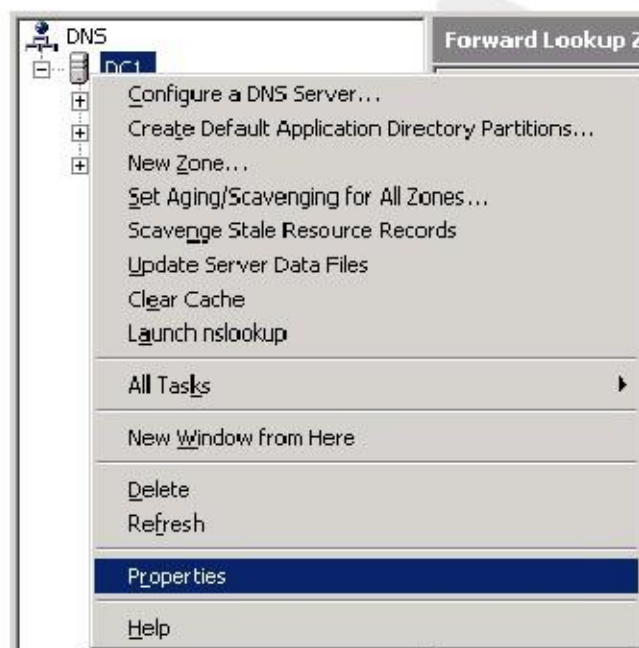 DNS
Forward Lookup
DC1
Configure a DNS Server...
Create Default Application Directory Partitions...
New Zone...
Set Aging/Scavenging for All Zones...
Scavenge Stale Resource Records
Update Server Data Files
Clear Cache
Launch nslookup
All Tasks
New Window from Here
Delete
Refresh
Properties
Help